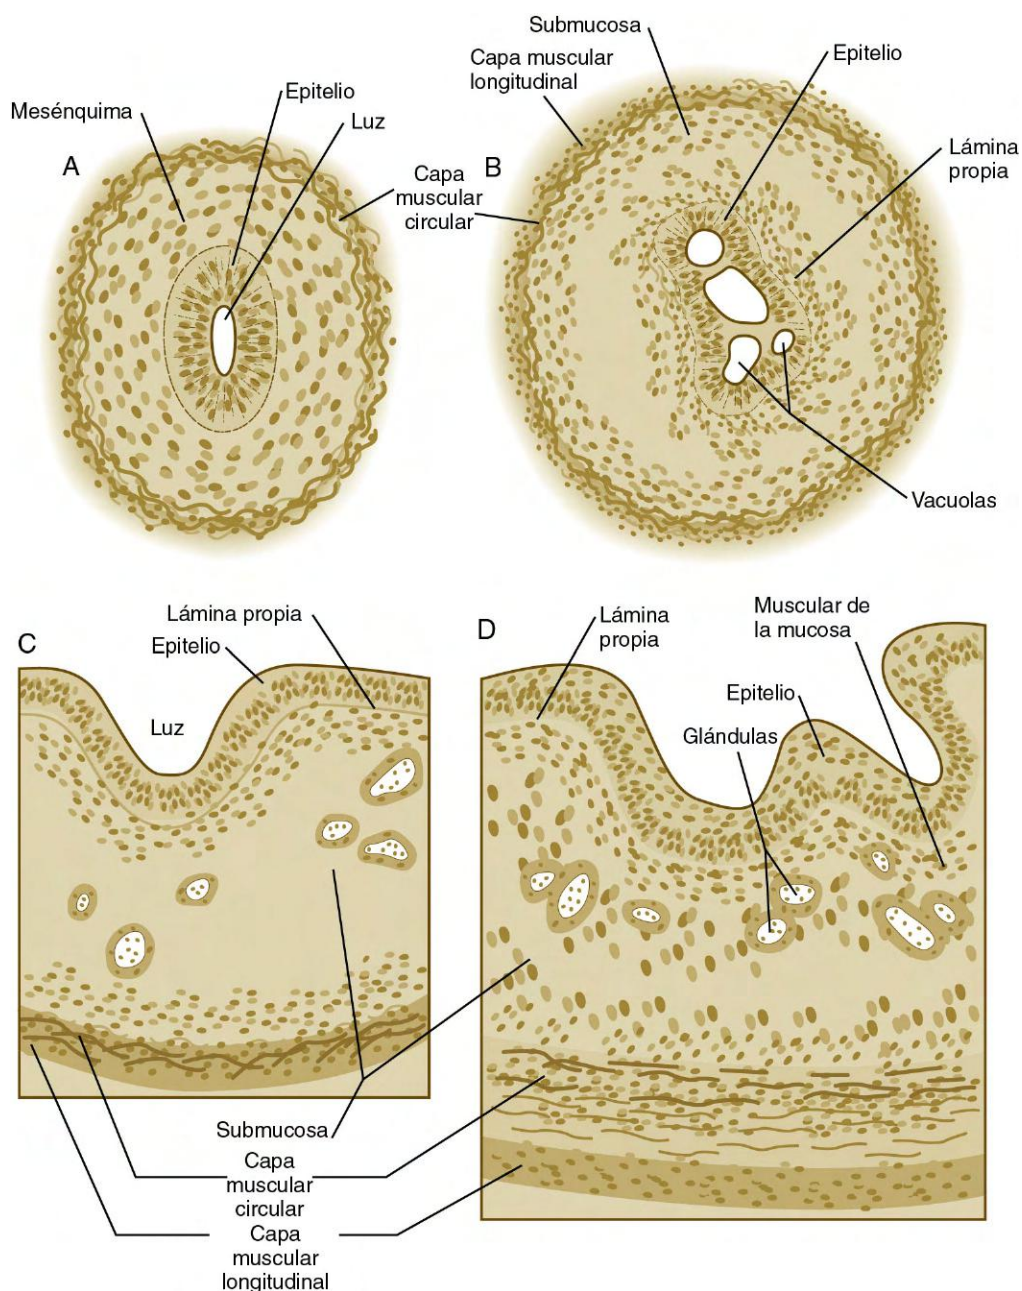 Submucosa
Capa muscular
longitudinal
Epitelio
Mesénquima
Epitelio
Luz
A
B
Capa
muscular
circular
Lámina
propia
Vacuolas
C
Lámina propia
Epitelio
Luz
D
Lámina
propia
Muscular de
la mucosa
Epitelio
Glándulas
Submucosa
Capa
muscular
circular
Capa
muscular
longitudinal